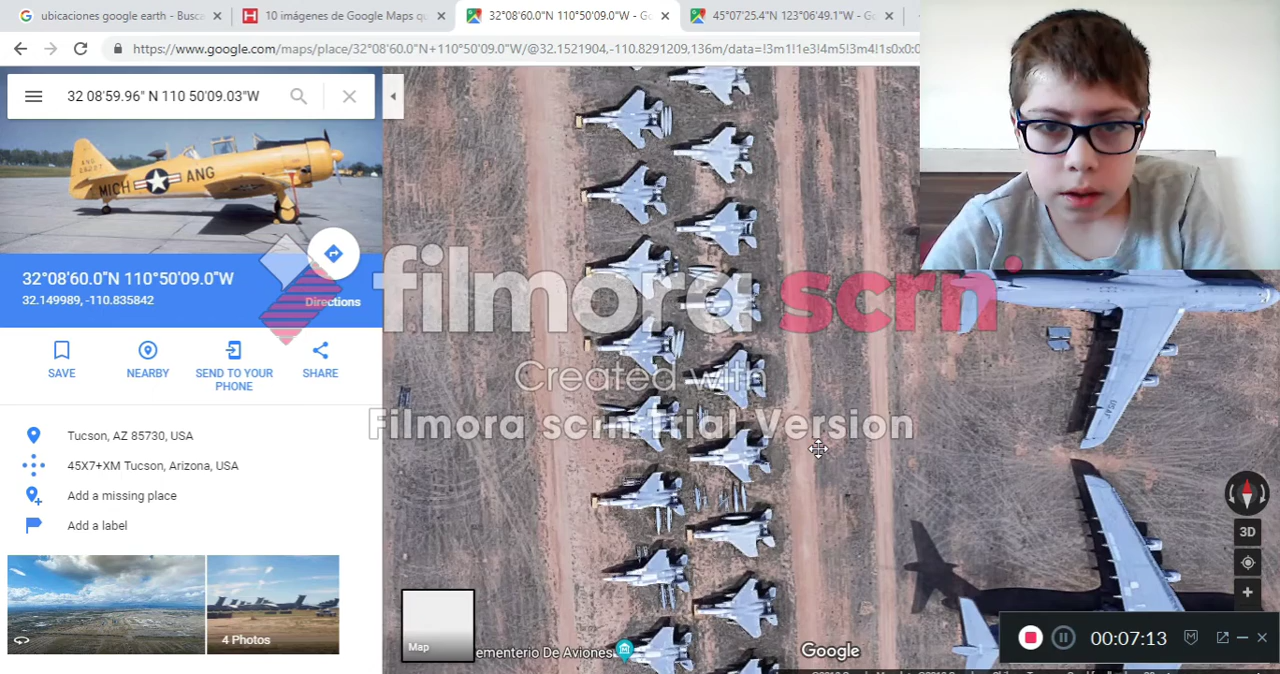 ubicaciones google earth - Busca
10 imágenes de Google Maps qu
32°08'60.0"N 110°50'09.0"W - Go
45°07'25.4"N 123°06'49.1"W - Go
https://www.google.com/maps/place/32°08'60.0"N+110°50'09.0"W/@32.1521904,-110.8291209,136m/data=!3m1!1e3!4m5!3m4!1s0x0:0
32 08'59.96" N 110 50'09.03"W
MICH ANG
32°08'60.0"N 110°50'09.0"W
32.149989, -110.835842
Directions
SAVE
NEARBY
SEND TO YOUR
PHONE
SHARE
Tucson, AZ 85730, USA
45X7+XM Tucson, Arizona, USA
Add a missing place
Add a label
4 Photos
filmora scrn
Created with
Filmora scrn Trial Version
USAF
3D
Map
ementerio De Aviones
Google
00:07:13